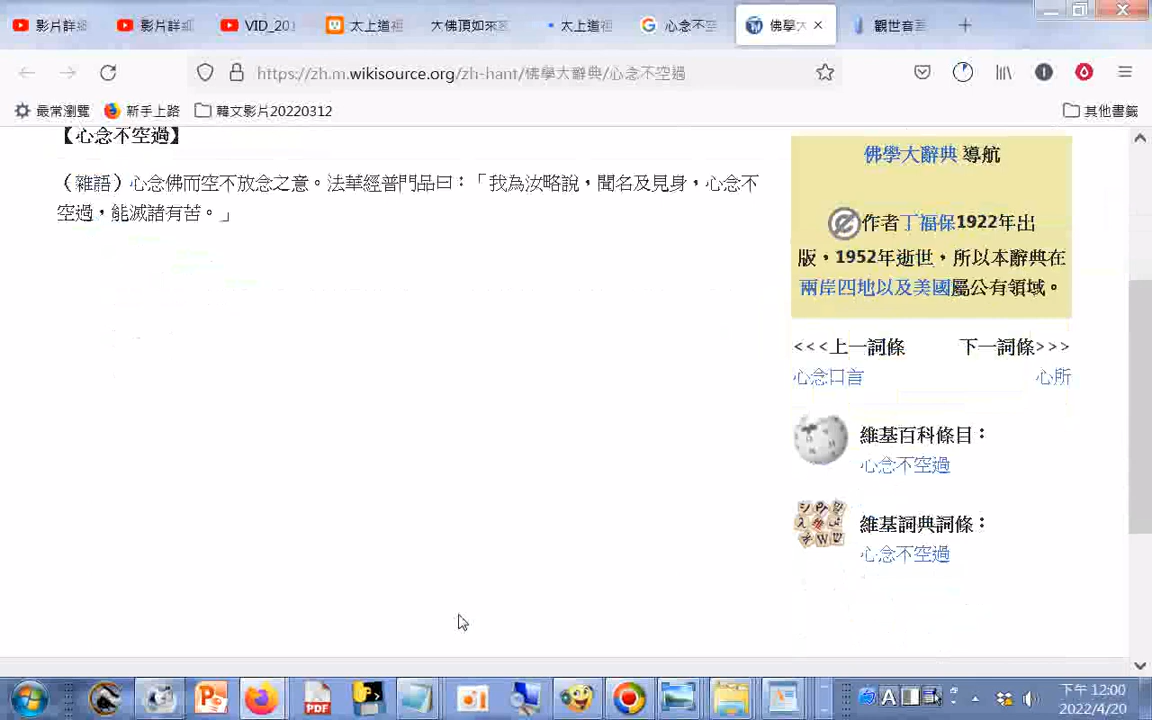 影片詳細
影片詳細
VID_201
太上道祖
大佛頂如來密
太上道祖
心念不空
佛學大
観世音菩
https://zh.m.wikisource.org/zh-hant/佛學大辭典/心念不空過
最常瀏覽
新手上路
韓文影片20220312
其他書籤
【心念不空過】
（雜語）心念佛而空不放念之意。法華經普門品曰：「我為汝略說，聞名及見身，心念不
空過，能滅諸有苦。」
佛學大辭典 導航
作者丁福保1922年出
版，1952年逝世，所以本辭典在
兩岸四地以及美國屬公有領域。
<<<上一詞條
下一詞條>>>
心念口言
心所
維基百科條目：
心念不空過
維基詞典詞條：
心念不空過
PDF
A
下午 12:00
2022/4/20